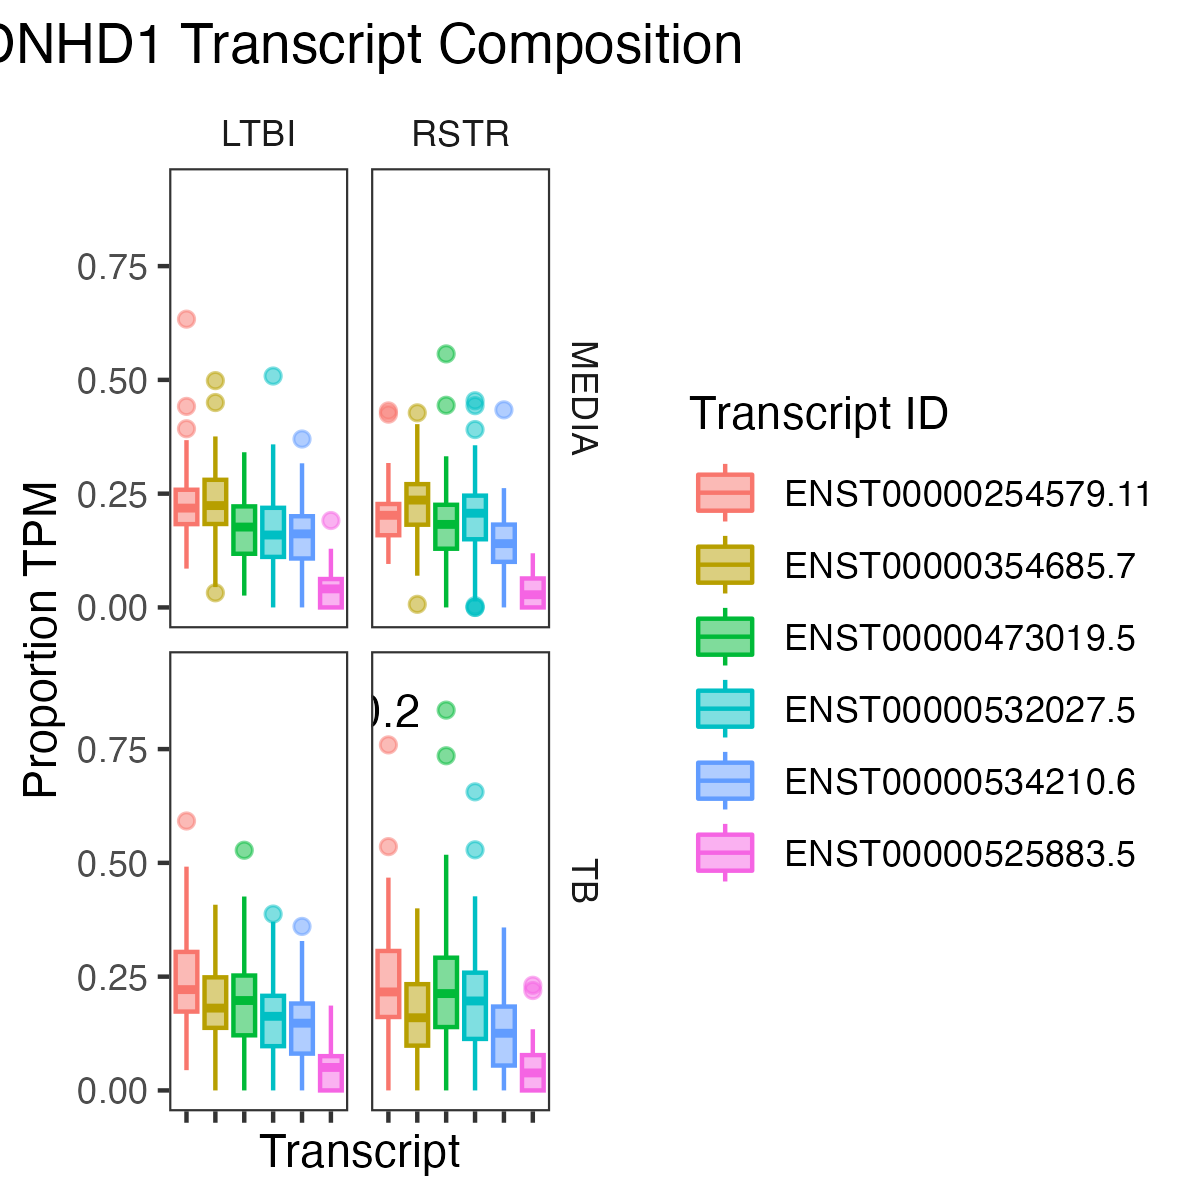 DNHD1 Transcript Composition
LTBI
RSTR
0.75
0.50
0.25
0.00
MEDIA
0.2
0.75
0.50
0.25
0.00
TB
Proportion TPM
Transcript
Transcript ID
ENST00000254579.11
ENST00000354685.7
ENST00000473019.5
ENST00000532027.5
ENST00000534210.6
ENST00000525883.5